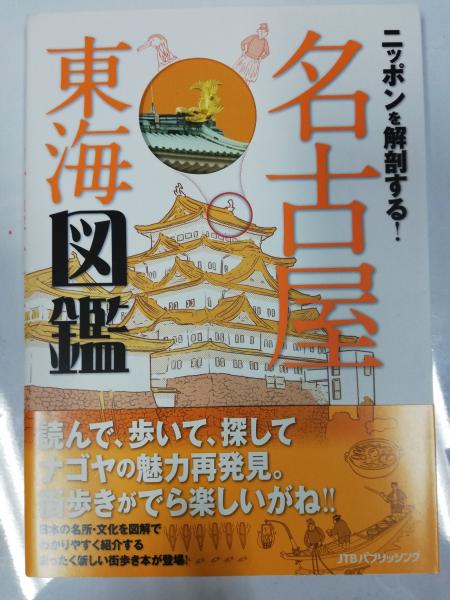 ニッポンを解剖する!
名古屋
東海
図鑑
読んで、歩いて、探して
ナゴヤの魅力再発見。
街歩きがでら楽しいがね!!
日本の名所・文化を図解で
わかりやすく紹介する
まったく新しい街歩き本が登場!
JTBパブリッシング